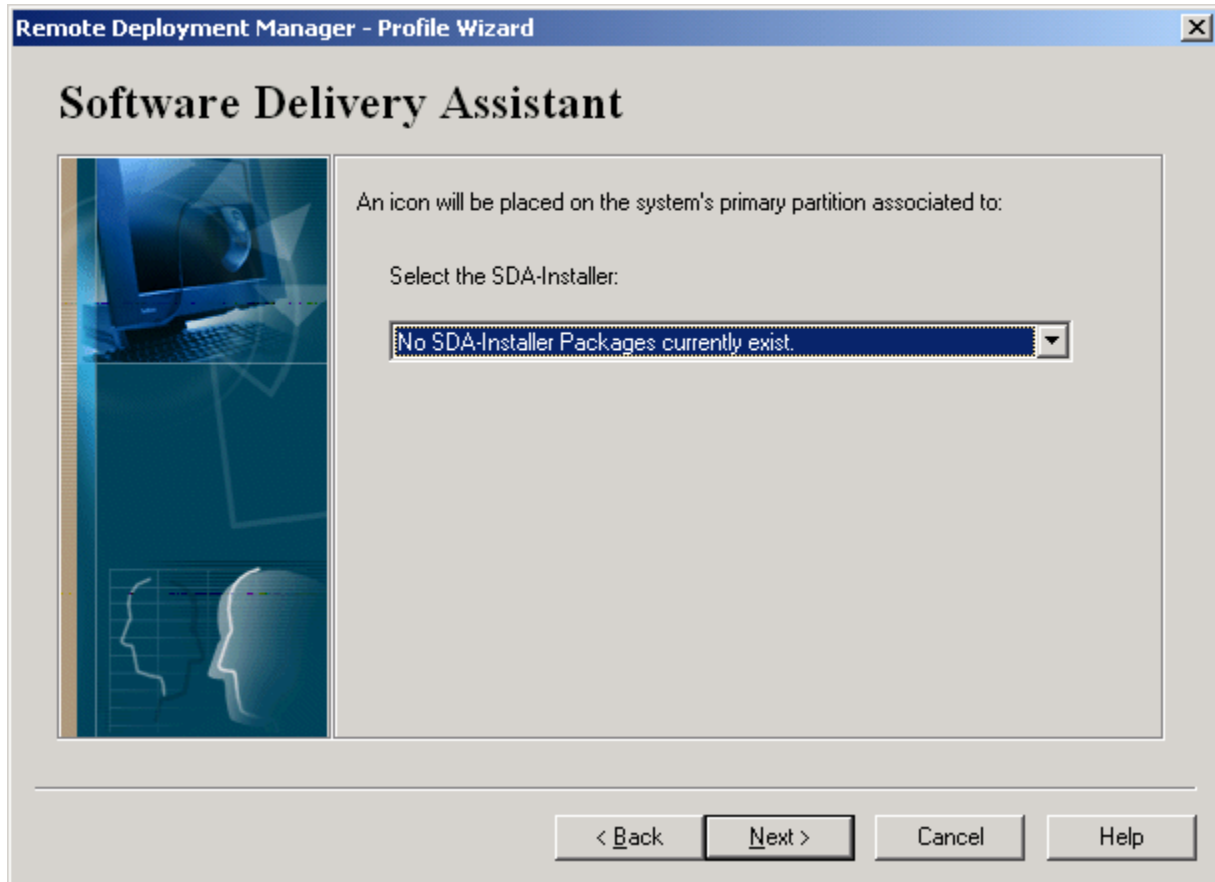 Remote Deployment Manager - Profile Wizard
Software Delivery Assistant
An icon will be placed on the system's primary partition associated to:
Select the SDA-Installer:
No SDA-Installer Packages currently exist.
< Back Next > Cancel Help